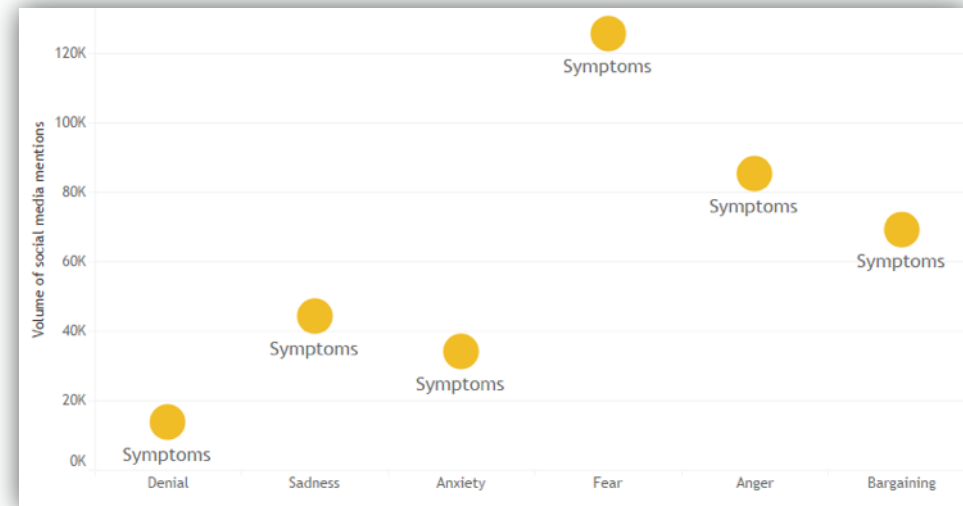 120K
Symptoms
100K
Volume of social media mentions
80K
Symptoms
60K
Symptoms
40K
Symptoms
Symptoms
20K
Symptoms
0K
Denial Sadness Anxiety Fear Anger Bargaining